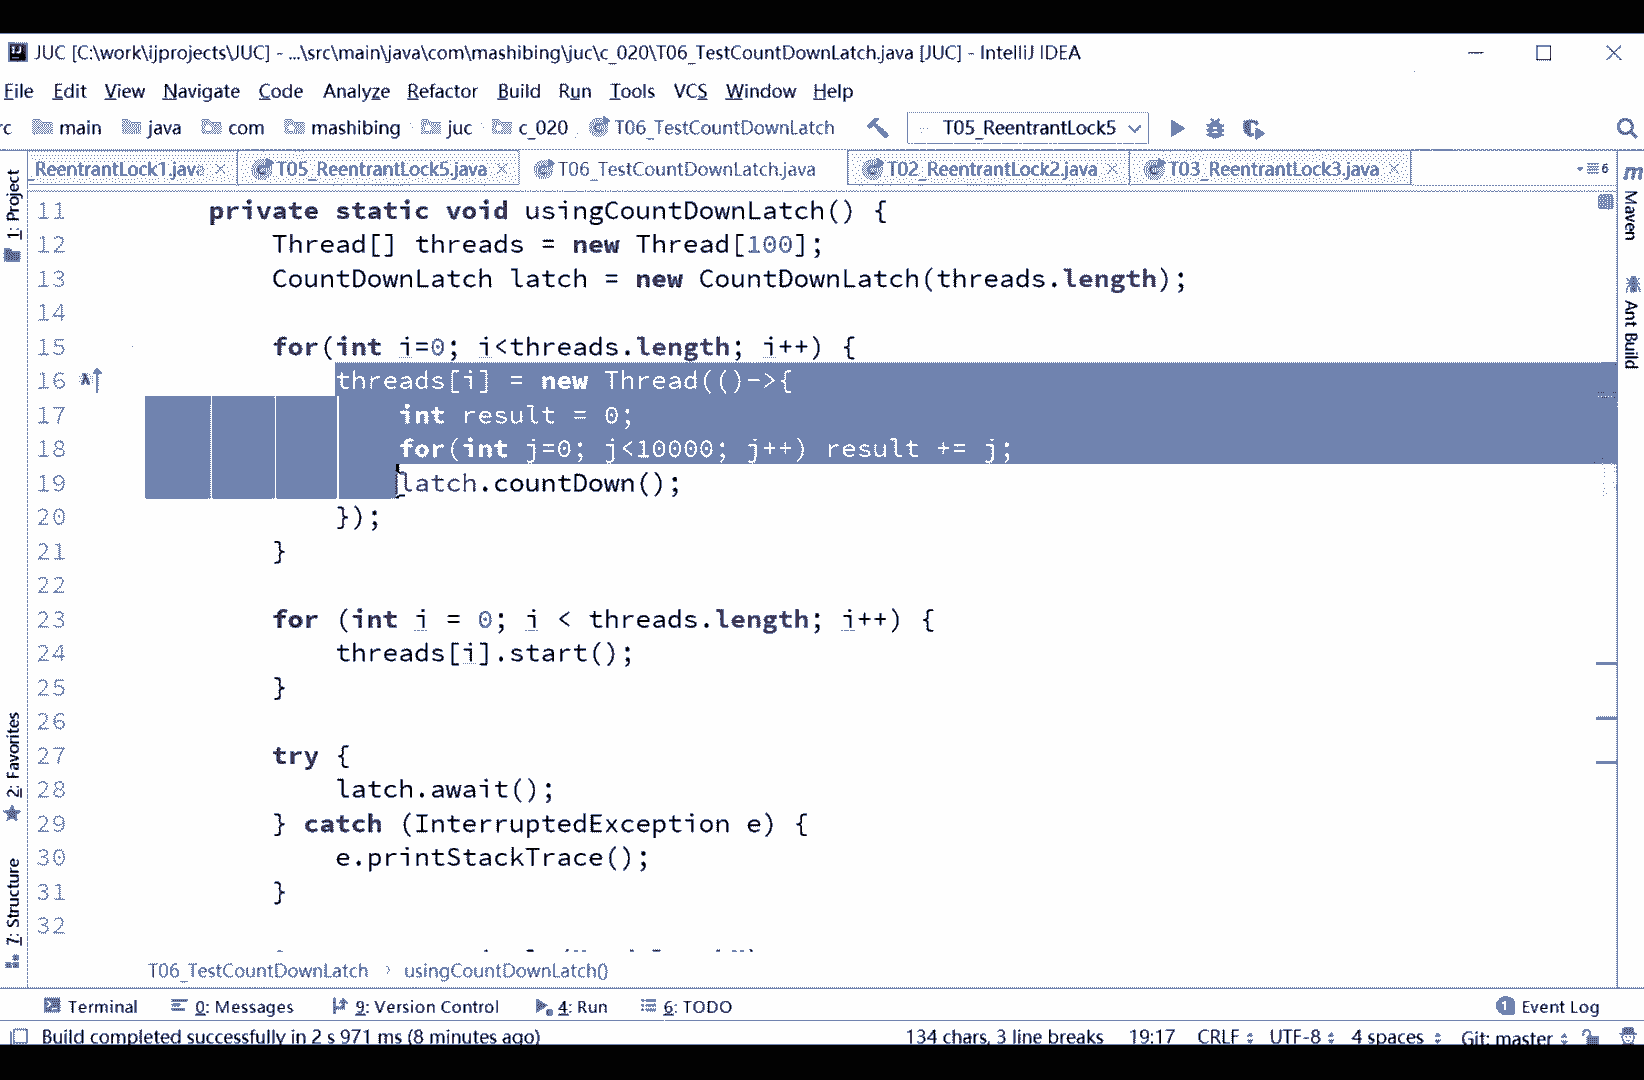 JUC [C:\work\ijprojects\JUC] - ...\src\main\java\com\mashibing\juc\c_020\T06_TestCountDownLatch.java [JUC] - IntelliJ IDEA
File Edit View Navigate Code Analyze Refactor Build Run Tools VCS Window Help
main java com mashibing juc c_020 T06_TestCountDownLatch T05_ReentrantLock5
_ReentrantLock1.java T05_ReentrantLock5.java T06_TestCountDownLatch.java T02_ReentrantLock2.java T03_ReentrantLock3.java 6
1: Project
2: Favorites
7: Structure
Maven
Ant Build
11 private static void usingCountDownLatch() {
12 Thread[] threads = new Thread[100];
13 CountDownLatch latch = new CountDownLatch(threads.length);
14
15 for(int i=0; i<threads.length; i++) {
16 threads[i] = new Thread(()->{
17 int result = 0;
18 for(int j=0; j<10000; j++) result += j;
19 latch.countDown();
20 });
21 }
22
23 for (int i = 0; i < threads.length; i++) {
24 threads[i].start();
25 }
26
27 try {
28 latch.await();
29 } catch (InterruptedException e) {
30 e.printStackTrace();
31 }
32
T06_TestCountDownLatch › usingCountDownLatch()
Terminal 0: Messages 9: Version Control 4: Run 6: TODO 1 Event Log
Build completed successfully in 2 s 971 ms (8 minutes ago) 134 chars, 3 line breaks 19:17 CRLF UTF-8 4 spaces Git: master